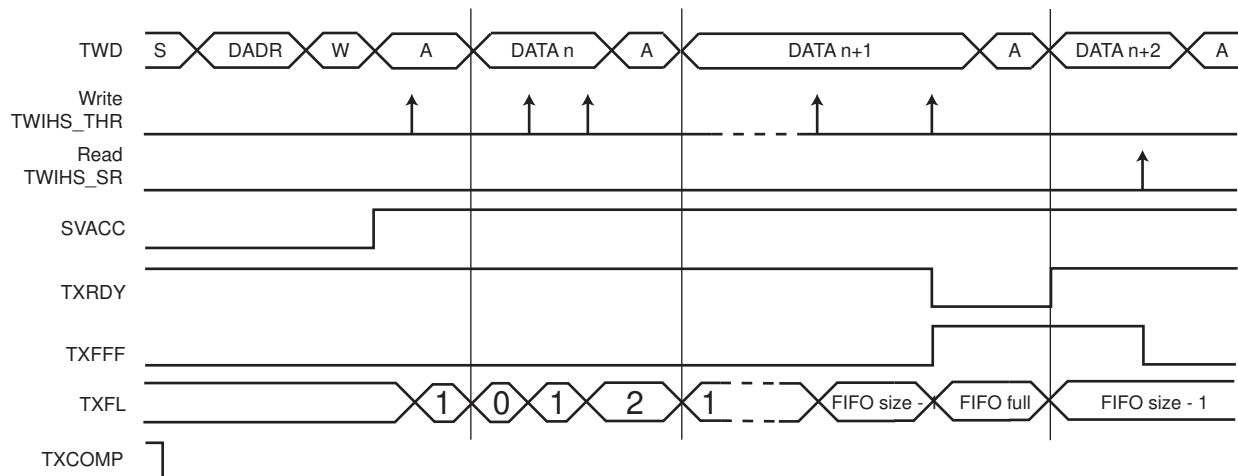 TWD S DADR W A DATA n A DATA n+1 A DATA n+2 A
Write
TWIHS_THR
Read
TWIHS_SR
SVACC
TXRDY
TXFFF
TXFL 1 0 1 2 1 FIFO size - 1 FIFO full FIFO size - 1
TXCOMP